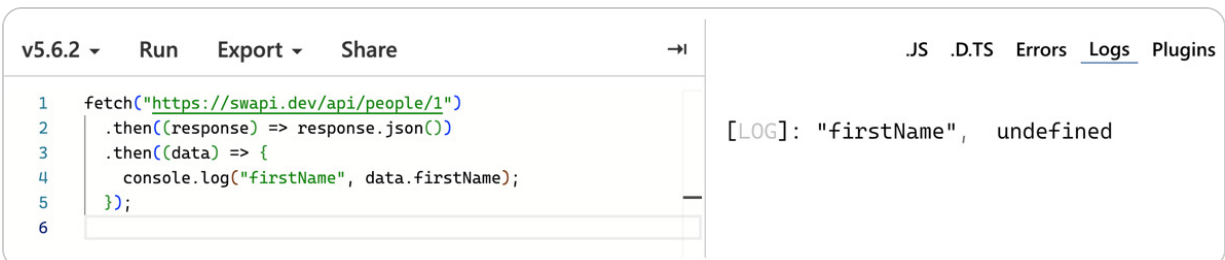 v5.6.2 Run Export Share .JS .D.TS Errors Logs Plugins
1 fetch("https://swapi.dev/api/people/1")
2 .then((response) => response.json())
3 .then((data) => {
4 console.log("firstName", data.firstName);
5 });
6
[LOG]: "firstName", undefined